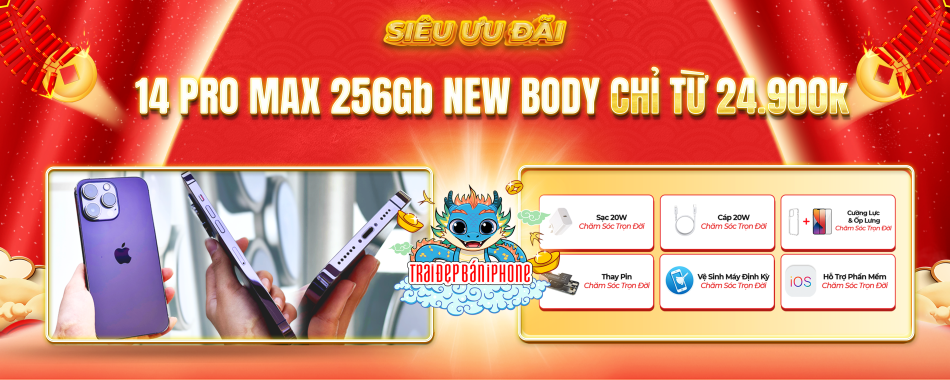 SIÊU ƯU ĐÃI
14 PRO MAX 256Gb NEW BODY CHỈ TỪ 24.900k
TRAI ĐẸP BÁN IPHONE
Sạc 20W
Chăm Sóc Trọn Đời
Cáp 20W
Chăm Sóc Trọn Đời
Cường Lực
& Ốp Lưng
Chăm Sóc Trọn Đời
Thay Pin
Chăm Sóc Trọn Đời
Vệ Sinh Máy Định Kỳ
Chăm Sóc Trọn Đời
iOS
Hỗ Trợ Phần Mềm
Chăm Sóc Trọn Đời